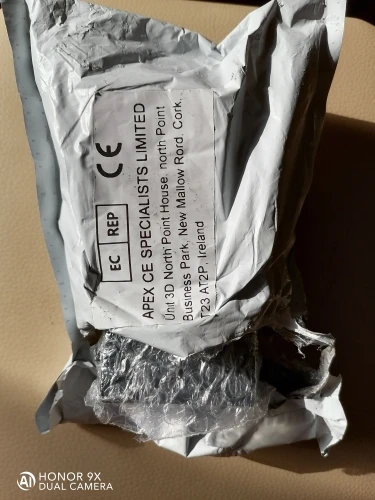 EC REP CE
APEX CE SPECIALISTS LIMITED
Unit 3D North Point House, north Point
Business Park, New Mallow Rord, Cork,
T23 AT2P, Ireland
HONOR 9X
DUAL CAMERA